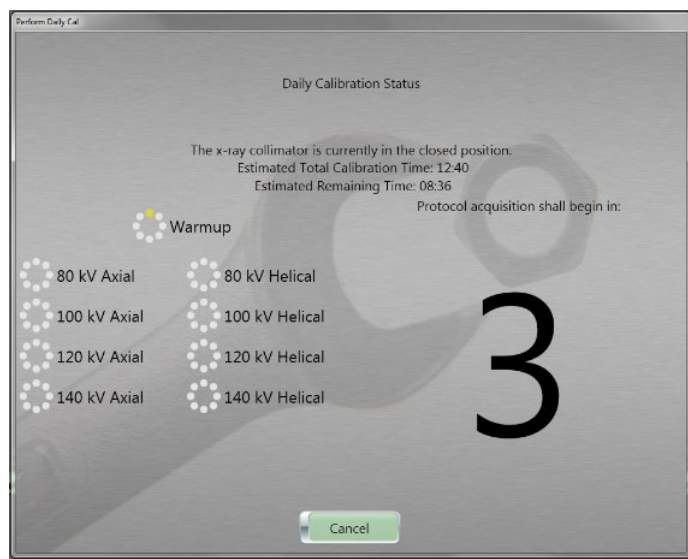 Perform Daily Cal
Daily Calibration Status
The x-ray collimator is currently in the closed position.
Estimated Total Calibration Time: 12:40
Estimated Remaining Time: 08:36
Protocol acquisition shall begin in:
Warmup
80 kV Axial
80 kV Helical
100 kV Axial
100 kV Helical
120 kV Axial
120 kV Helical
140 kV Axial
140 kV Helical
3
Cancel